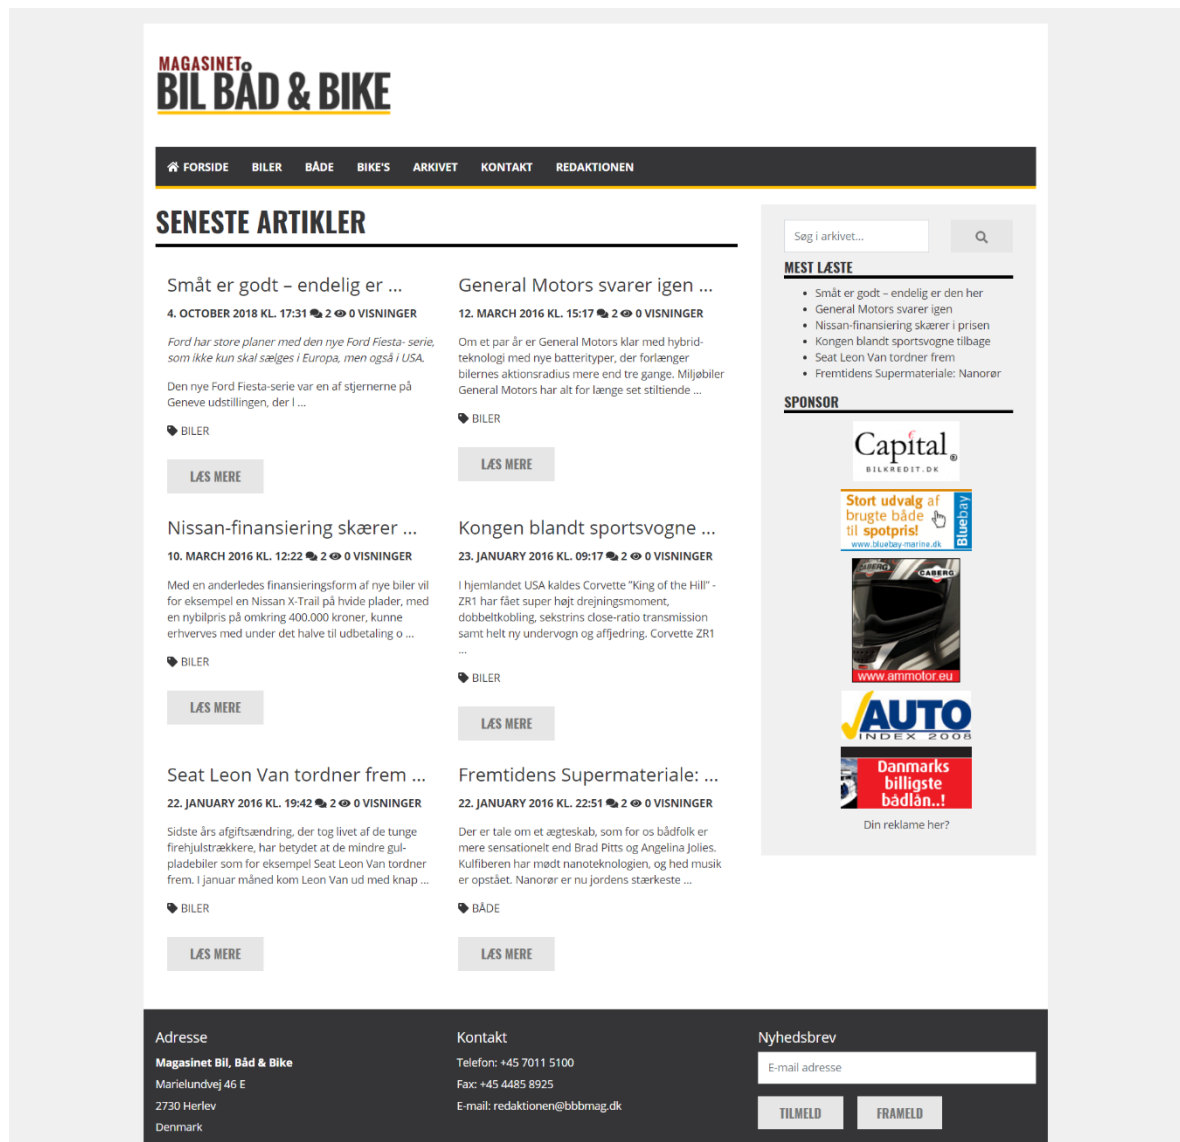 MAGASINET
BIL BÅD & BIKE
FORSIDE BILER BÅDE BIKE'S ARKIVET KONTAKT REDAKTIONEN
SENESTE ARTIKLER
Småt er godt – endelig er ...
4. OCTOBER 2018 KL. 17:31 2 0 VISNINGER
Ford har store planer med den nye Ford Fiesta- serie,
som ikke kun skal sælges i Europa, men også i USA.
Den nye Ford Fiesta-serie var en af stjernerne på
Geneve udstillingen, der l ...
BILER
LÆS MERE
General Motors svarer igen ...
12. MARCH 2016 KL. 15:17 2 0 VISNINGER
Om et par år er General Motors klar med hybrid-
teknologi med nye batterityper, der forlænger
bilernes aktionsradius mere end tre gange. Miljøbiler
General Motors har alt for længe set stiltiende ...
BILER
LÆS MERE
Nissan-finansiering skærer ...
10. MARCH 2016 KL. 12:22 2 0 VISNINGER
Med en anderledes finansieringsform af nye biler vil
for eksempel en Nissan X-Trail på hvide plader, med
en nybilpris på omkring 400.000 kroner, kunne
erhverves med under det halve til udbetaling o ...
BILER
LÆS MERE
Kongen blandt sportsvogne ...
23. JANUARY 2016 KL. 09:17 2 0 VISNINGER
I hjemlandet USA kaldes Corvette "King of the Hill" -
ZR1 har fået super højt drejningsmoment,
dobbeltkobling, sekstrins close-ratio transmission
samt helt ny undervogn og affjedring. Corvette ZR1
...
BILER
LÆS MERE
Seat Leon Van tordner frem ...
22. JANUARY 2016 KL. 19:42 2 0 VISNINGER
Sidste års afgiftsændring, der tog livet af de tunge
firehjulstrækkere, har betydet at de mindre gul-
pladebiler som for eksempel Seat Leon Van tordner
frem. I januar måned kom Leon Van ud med knap ...
BILER
LÆS MERE
Fremtidens Supermateriale: ...
22. JANUARY 2016 KL. 22:51 2 0 VISNINGER
Der er tale om et ægteskab, som for os bådfolk er
mere sensationelt end Brad Pitts og Angelina Jolies.
Kulfiberen har mødt nanoteknologien, og hed musik
er opstået. Nanorør er nu jordens stærkeste ...
BÅDE
LÆS MERE
Søg i arkivet...
MEST LÆSTE
Småt er godt – endelig er den her
General Motors svarer igen
Nissan-finansiering skærer i prisen
Kongen blandt sportsvogne tilbage
Seat Leon Van tordner frem
Fremtidens Supermateriale: Nanorør
SPONSOR
Capital®
BILKREDIT.DK
Stort udvalg af
brugte både
til spotpris!
www.bluebay-marine.dk
Bluebay
CABERG
CABERG
www.ammotor.eu
AUTO
INDEX 2008
Danmarks
billigste
bådlån..!
Din reklame her?
Adresse
Magasinet Bil, Båd & Bike
Marielundvej 46 E
2730 Herlev
Denmark
Kontakt
Telefon: +45 7011 5100
Fax: +45 4485 8925
E-mail: redaktionen@bbbmag.dk
Nyhedsbrev
E-mail adresse
TILMELD FRAMELD